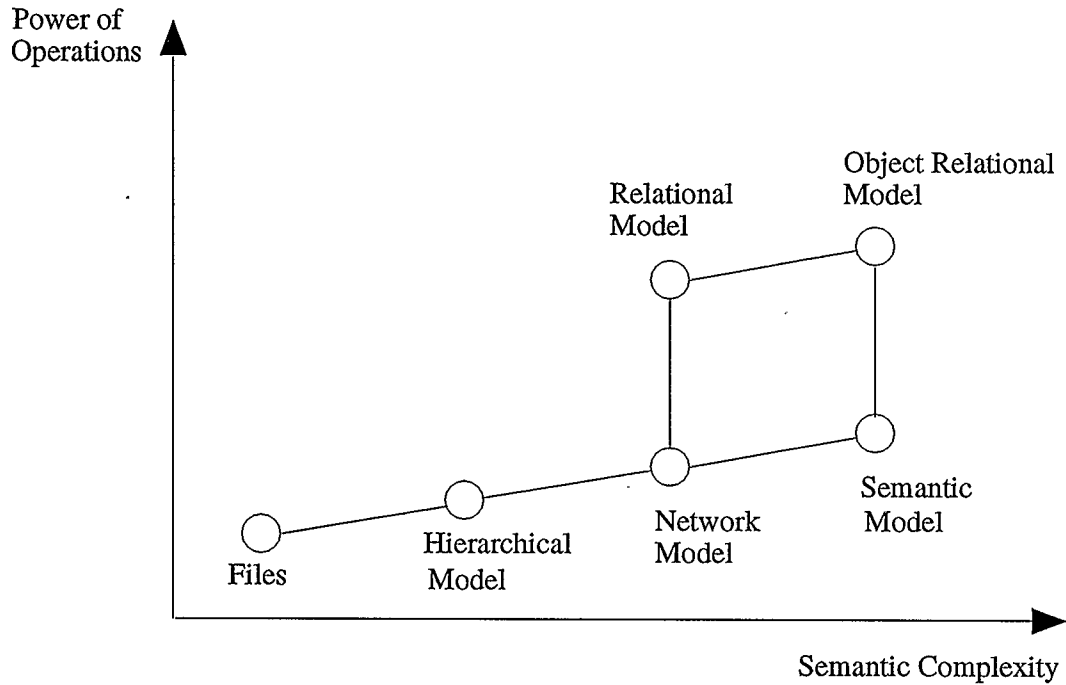 Power of
Operations
Object Relational
Model
Relational
Model
Semantic
Model
Network
Model
Hierarchical
Model
Files
Semantic Complexity